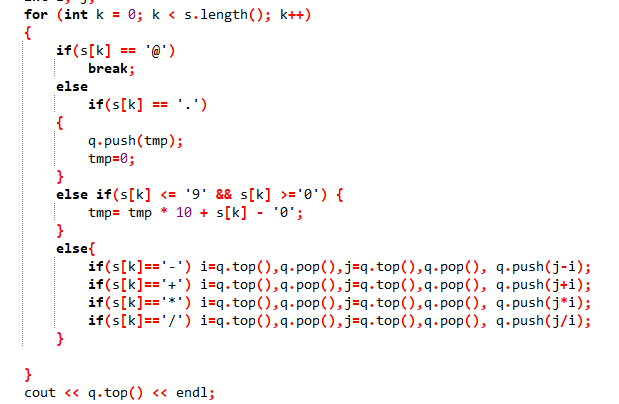 int i, j;
for (int k = 0; k < s.length(); k++)
{
    if(s[k] == '@')
        break;
    else
        if(s[k] == '.')
    {
        q.push(tmp);
        tmp=0;
    }
    else if(s[k] <= '9' && s[k] >='0') {
        tmp= tmp * 10 + s[k] - '0';
    }
    else{
        if(s[k]=='-') i=q.top(),q.pop(),j=q.top(),q.pop(), q.push(j-i);
        if(s[k]=='+') i=q.top(),q.pop(),j=q.top(),q.pop(), q.push(j+i);
        if(s[k]=='*') i=q.top(),q.pop(),j=q.top(),q.pop(), q.push(j*i);
        if(s[k]=='/') i=q.top(),q.pop(),j=q.top(),q.pop(), q.push(j/i);
    }
}
cout << q.top() << endl;